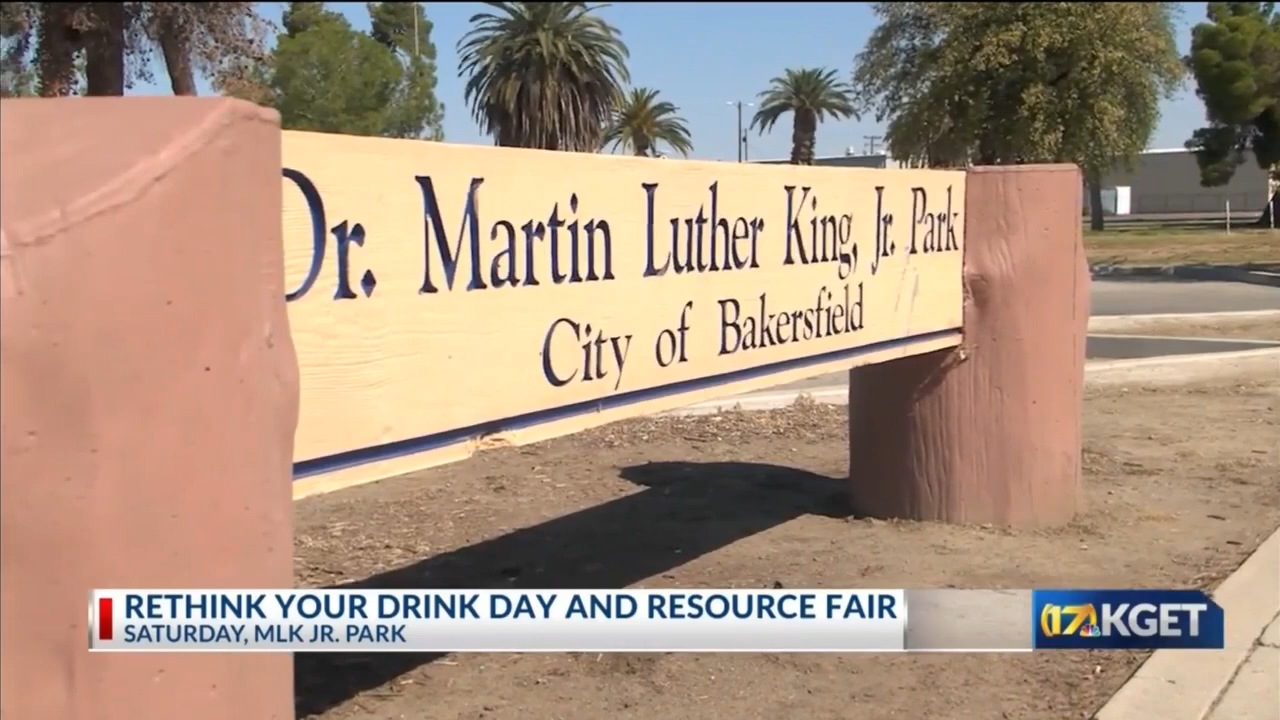 Dr. Martin Luther King, Jr. Park
City of Bakersfield
RETHINK YOUR DRINK DAY AND RESOURCE FAIR
SATURDAY, MLK JR. PARK
17 KGET